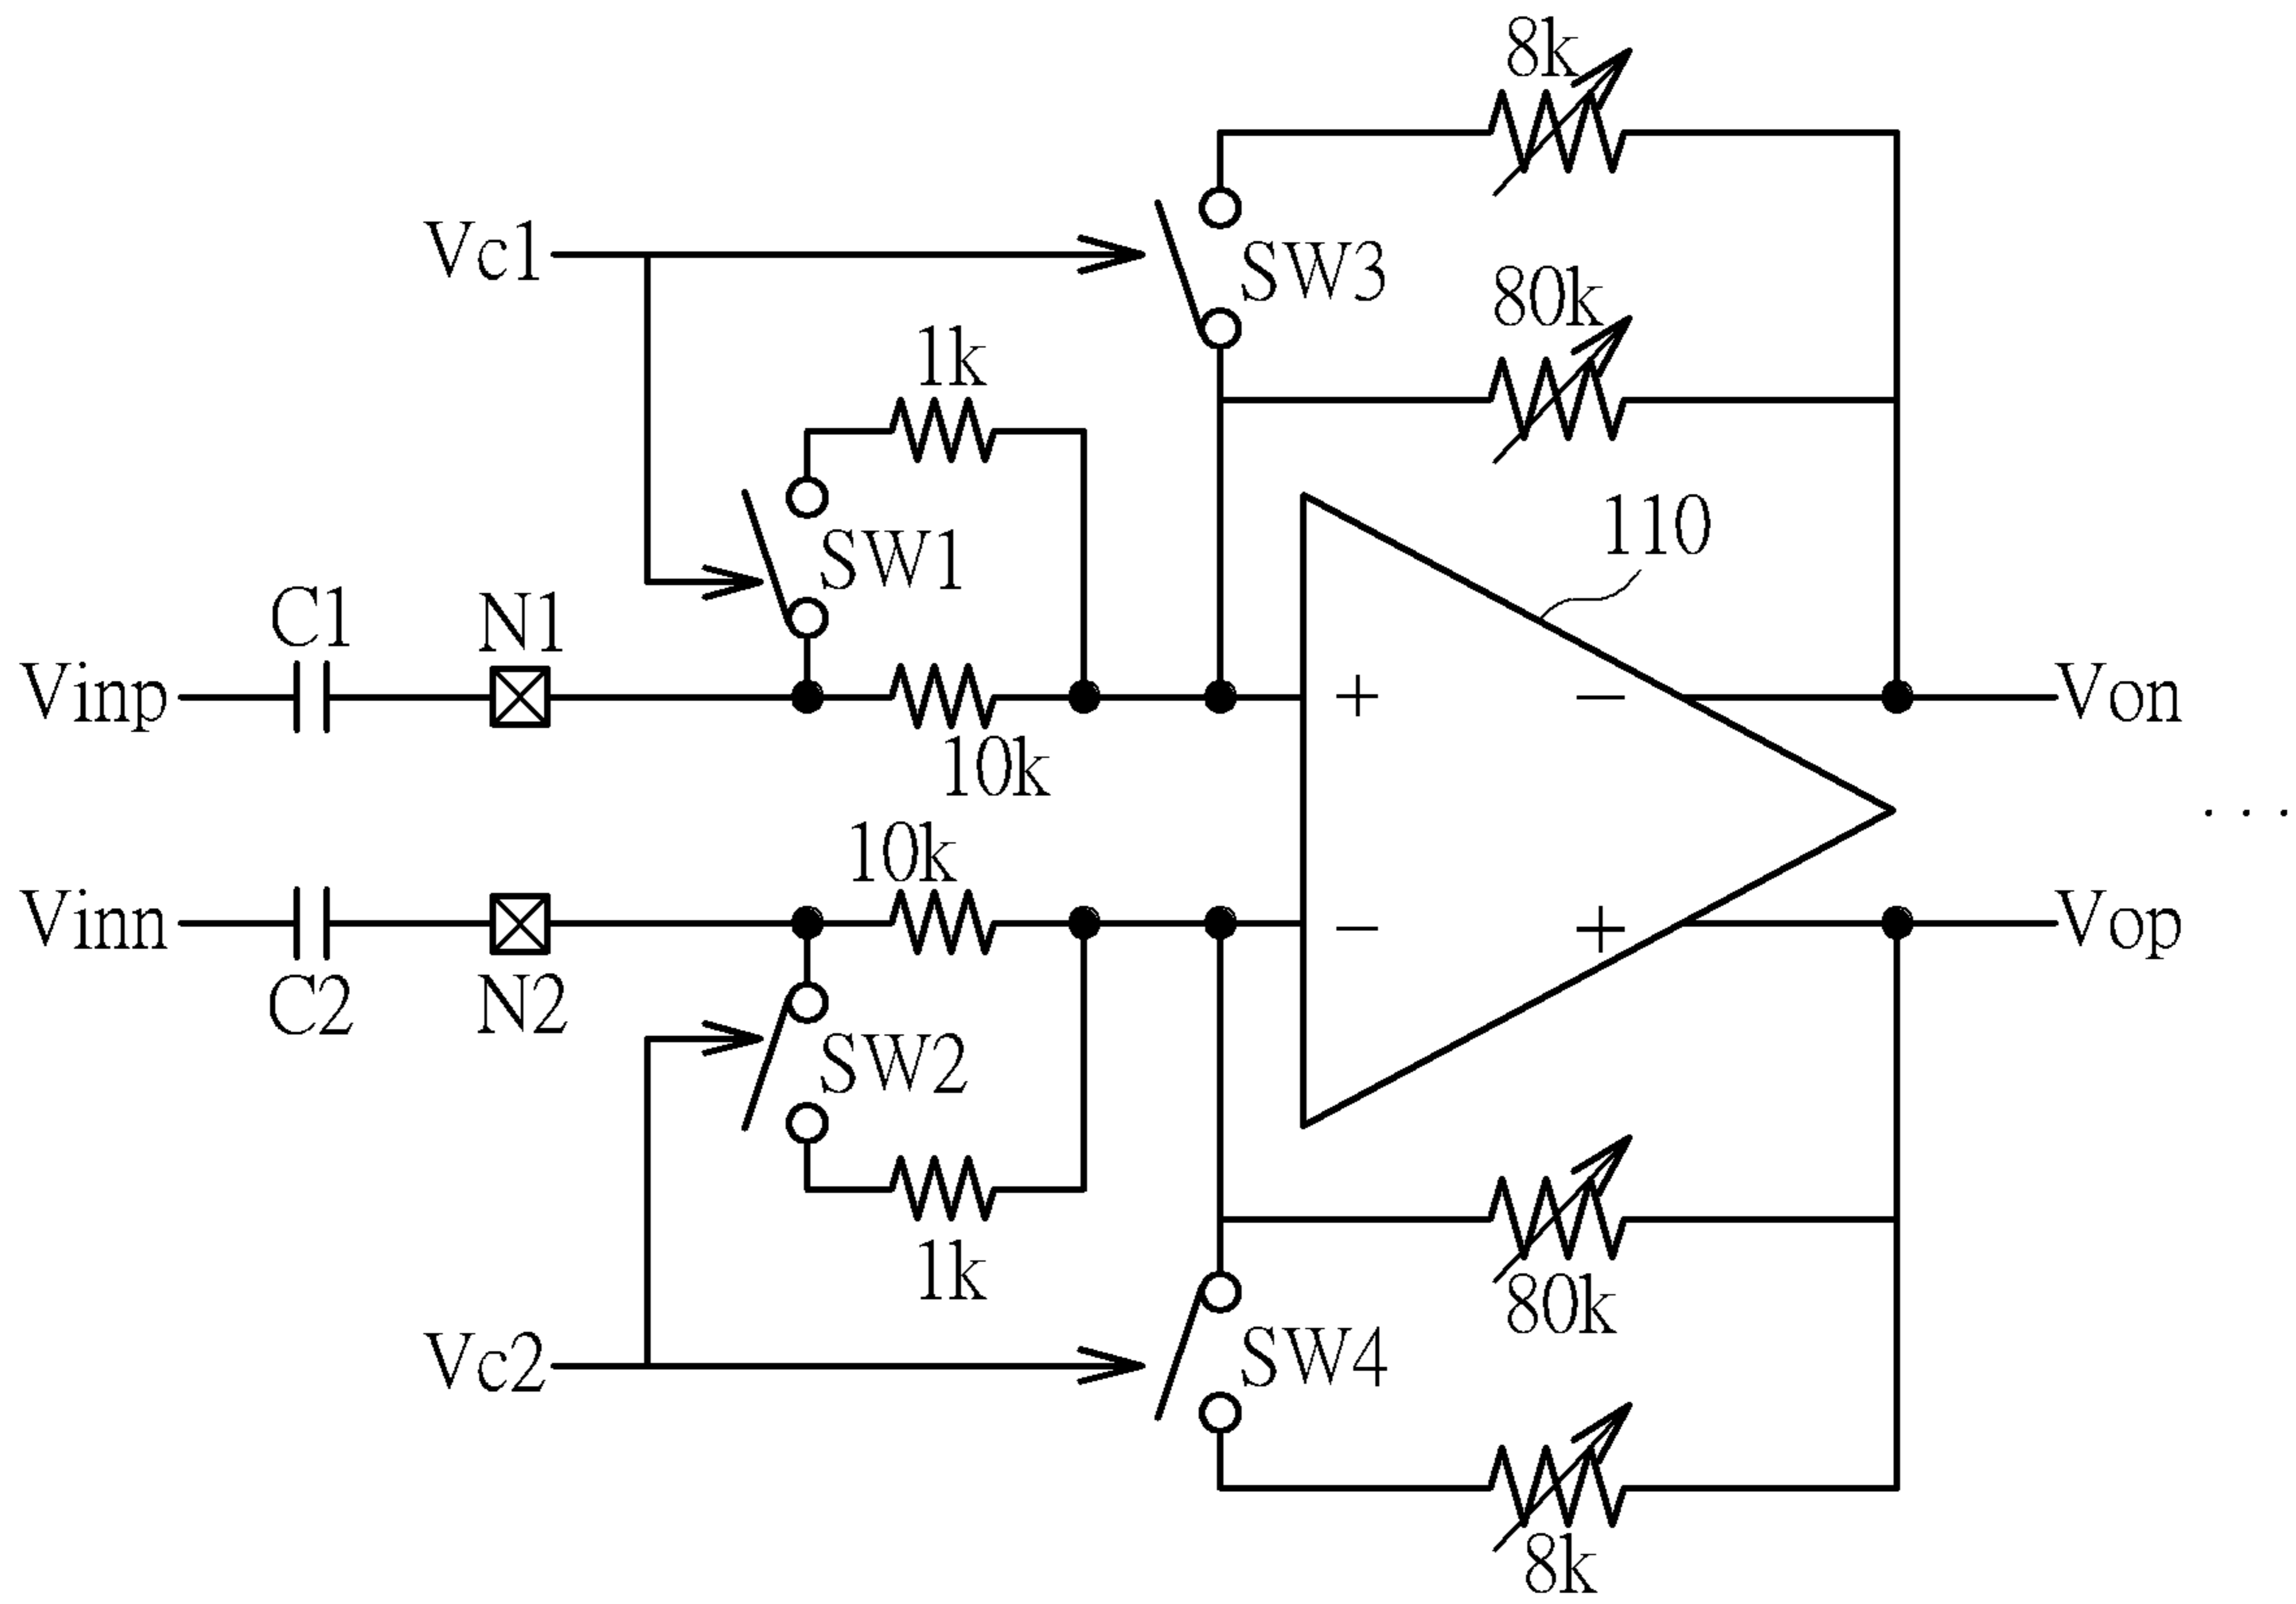 8k
Vc1
SW3
80k
1k
SW1
110
C1
N1
Vinp
+
−
Von
10k
...
10k
Vinn
−
+
Vop
C2
N2
SW2
1k
80k
Vc2
SW4
8k